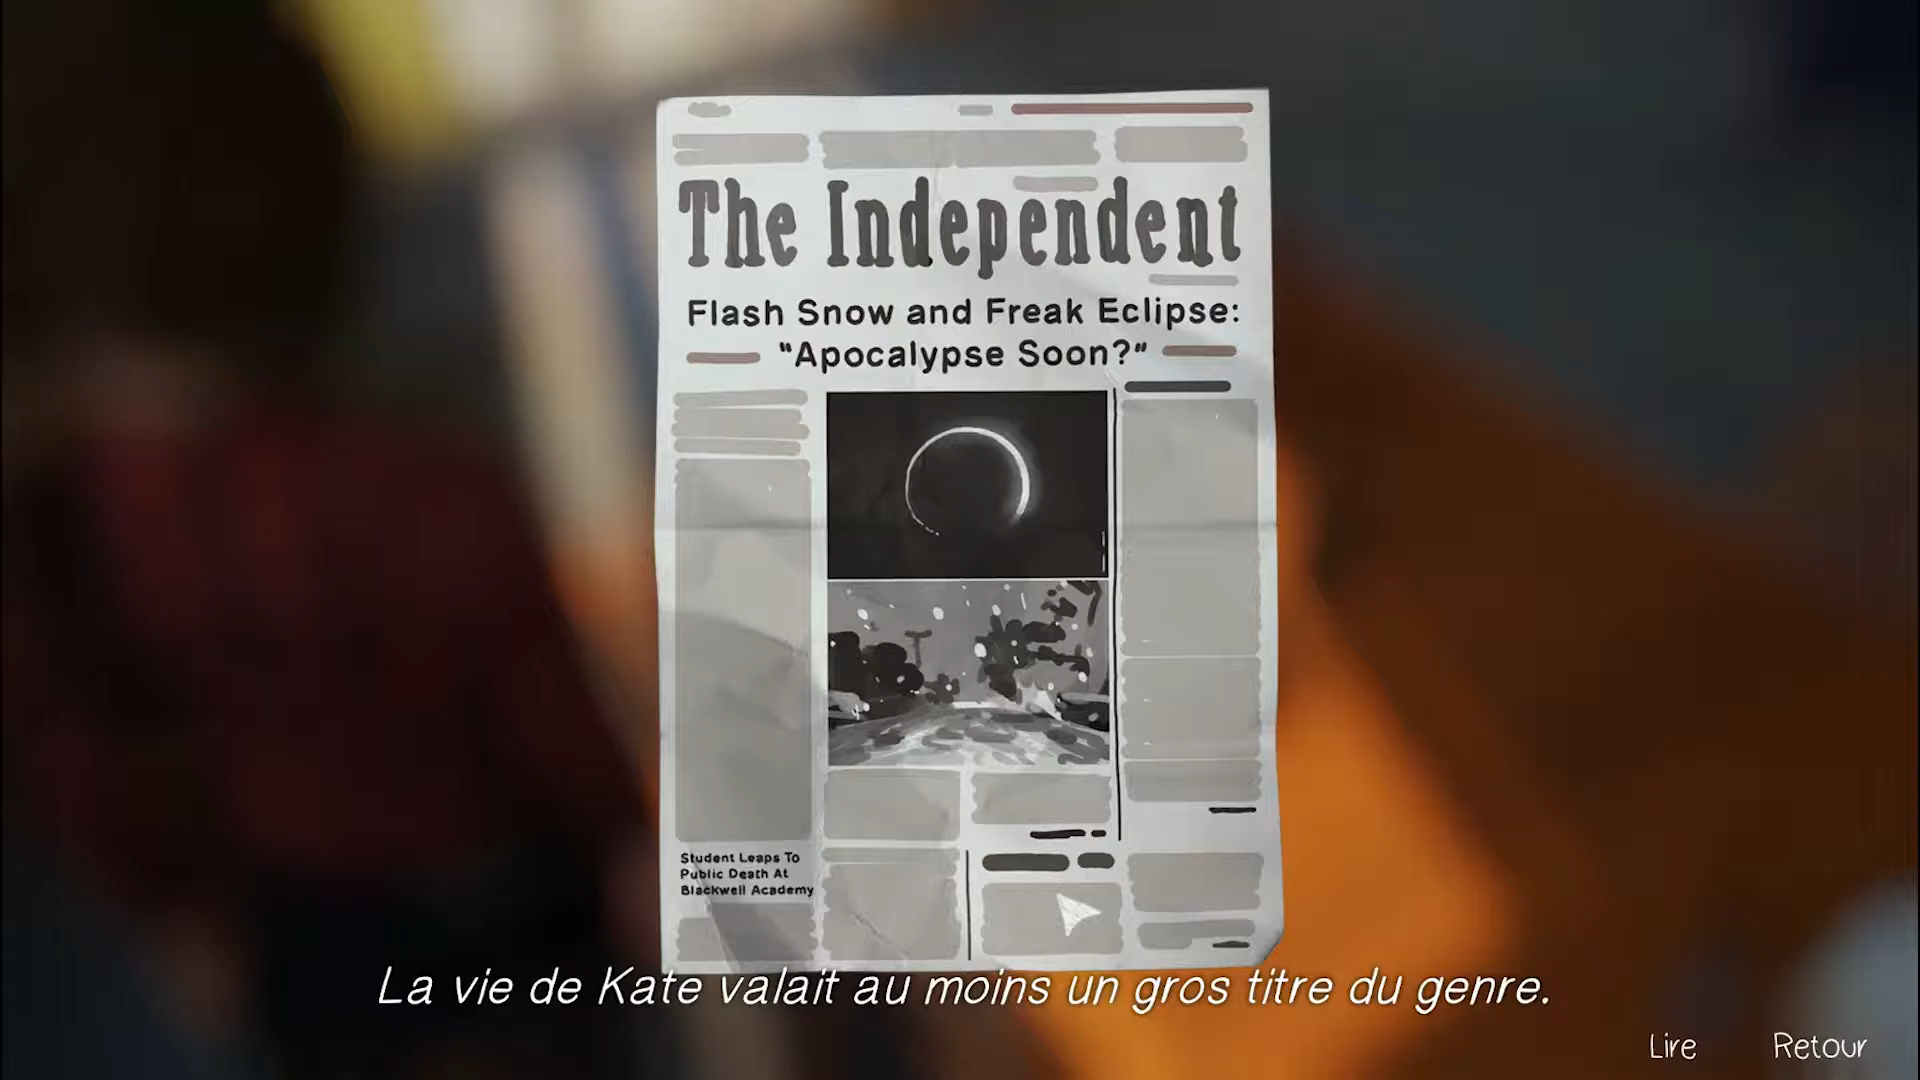 The Independent
Flash Snow and Freak Eclipse:
"Apocalypse Soon?"
Student Leaps To
Public Death At
Blackwell Academy
La vie de Kate valait au moins un gros titre du genre.
Lire
Retour